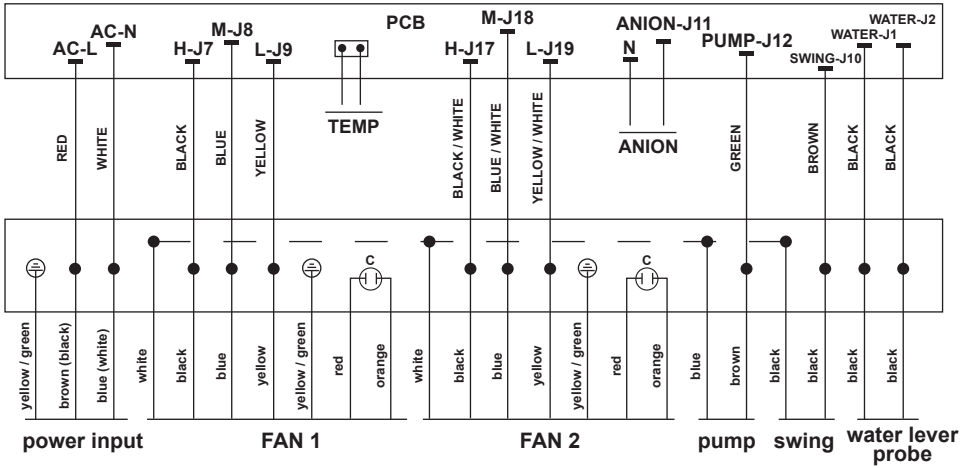 PCB
AC-L
AC-N
H-J7
M-J8
L-J9
H-J17
M-J18
L-J19
N
ANION-J11
PUMP-J12
SWING-J10
WATER-J1
WATER-J2
TEMP
ANION
RED
WHITE
BLACK
BLUE
YELLOW
BLACK / WHITE
BLUE / WHITE
YELLOW / WHITE
GREEN
BROWN
BLACK
BLACK
C
C
yellow / green
brown (black)
blue (white)
white
black
blue
yellow
yellow / green
red
orange
white
black
blue
yellow
yellow / green
red
orange
blue
brown
black
black
black
black
power input
FAN 1
FAN 2
pump
swing
water lever
probe